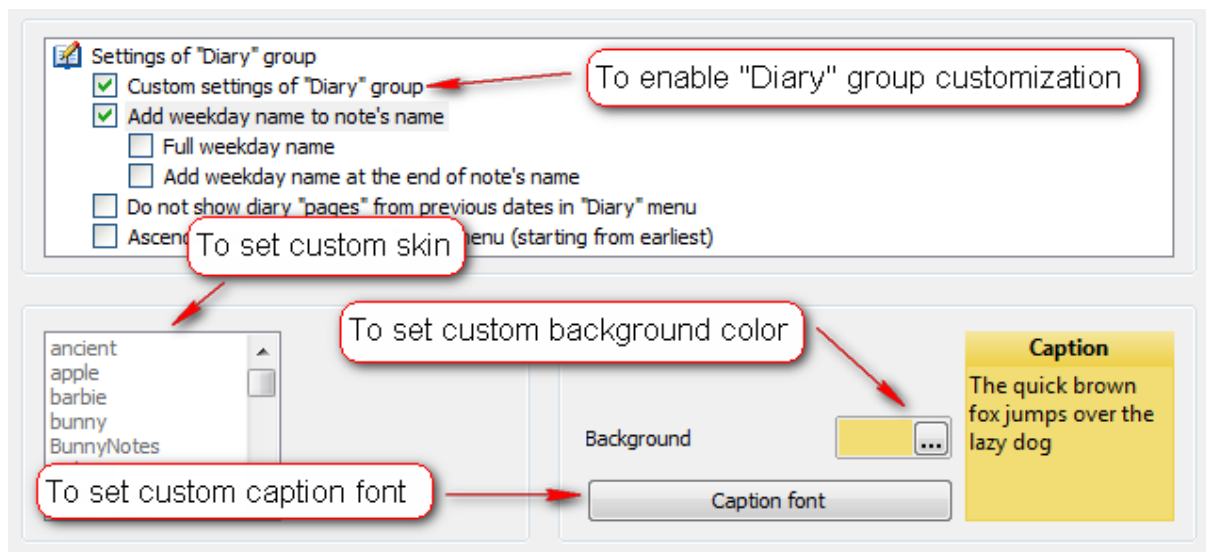 Settings of "Diary" group
Custom settings of "Diary" group
To enable "Diary" group customization
Add weekday name to note's name
Full weekday name
Add weekday name at the end of note's name
Do not show diary "pages" from previous dates in "Diary" menu
(starting from earliest)
To set custom skin
To set custom background color
ancient
apple
barbie
bunny
BunnyNotes
Caption
The quick brown
fox jumps over the
lazy dog
Background
...
To set custom caption font
Caption font